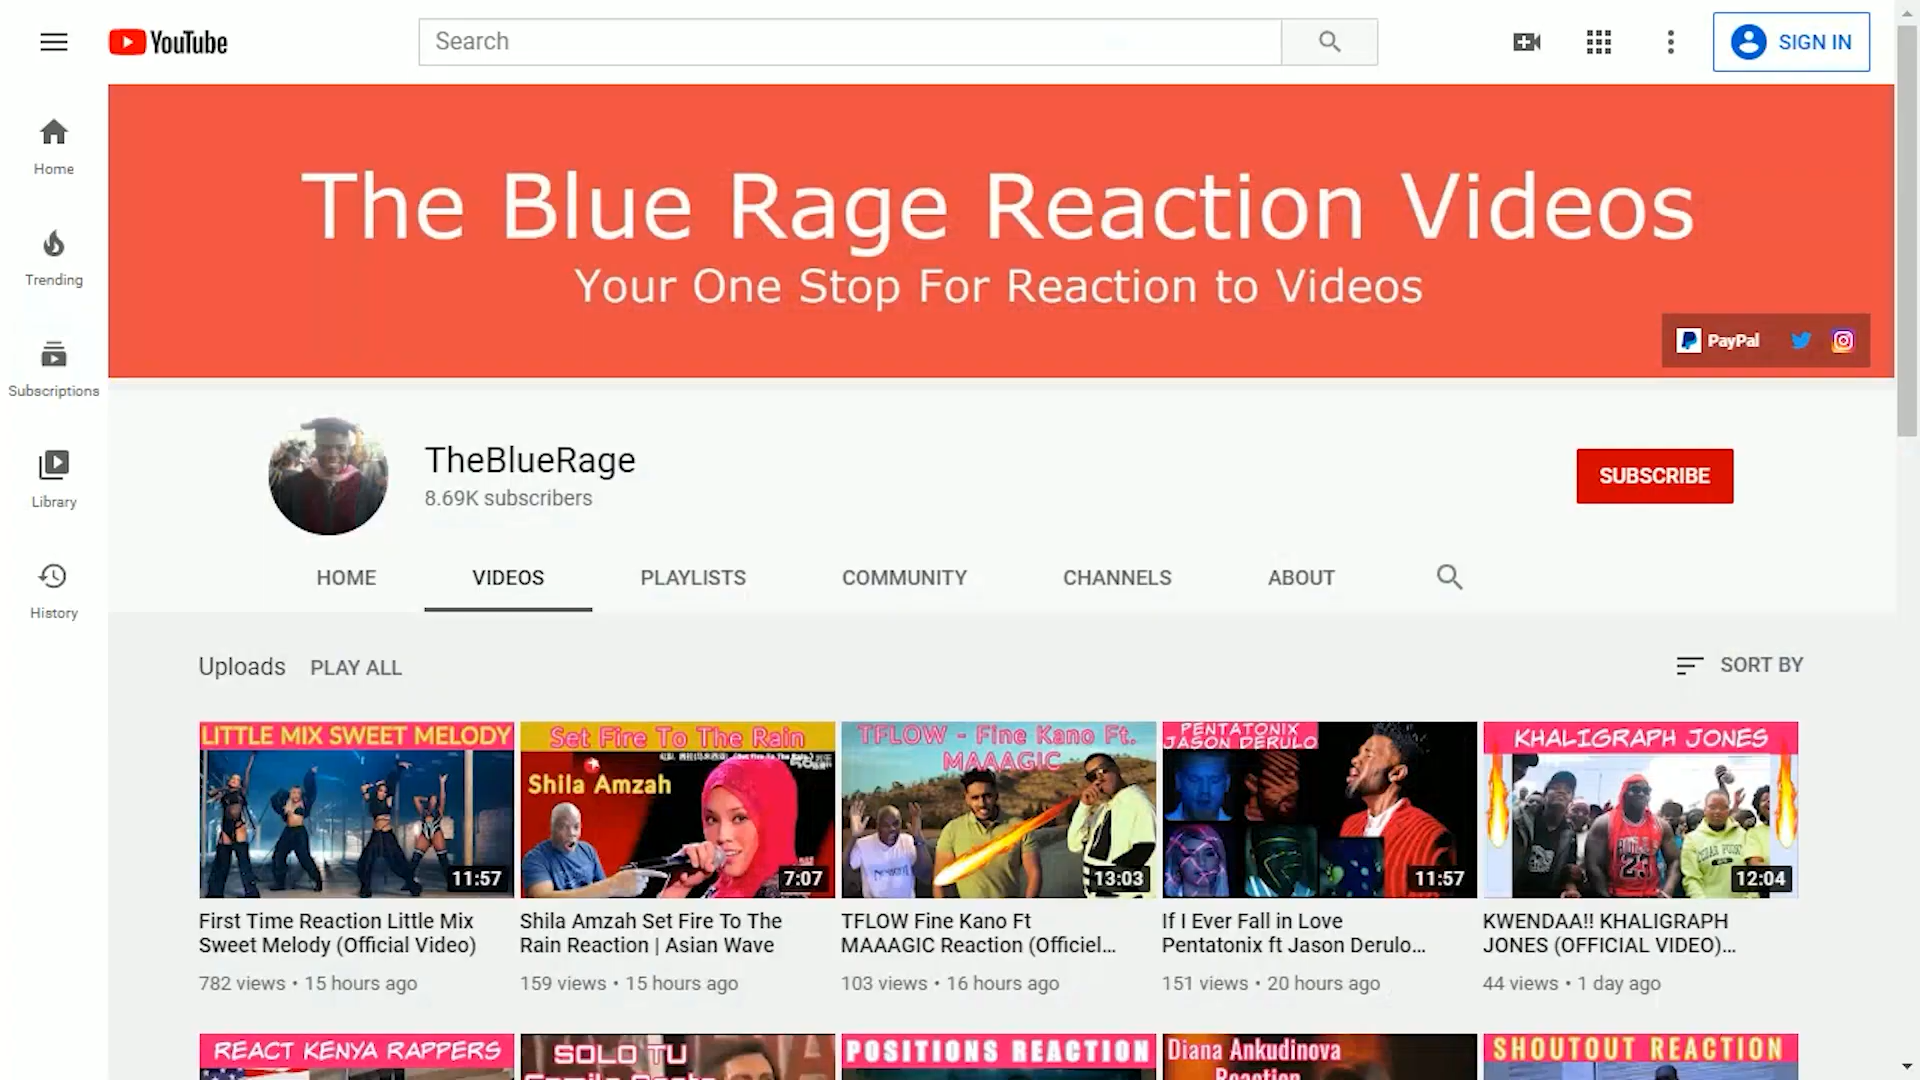 YouTube
Search
SIGN IN
Home
Trending
Subscriptions
Library
History
The Blue Rage Reaction Videos
Your One Stop For Reaction to Videos
PayPal
TheBlueRage
8.69K subscribers
SUBSCRIBE
HOME VIDEOS PLAYLISTS COMMUNITY CHANNELS ABOUT
Uploads PLAY ALL
SORT BY
LITTLE MIX SWEET MELODY
11:57
First Time Reaction Little Mix
Sweet Melody (Official Video)
782 views • 15 hours ago
Set Fire To The Rain
Shila Amzah
7:07
Shila Amzah Set Fire To The
Rain Reaction | Asian Wave
159 views • 15 hours ago
TFLOW - Fine Kano Ft.
MAAAGIC
13:03
TFLOW Fine Kano Ft
MAAAGIC Reaction (Officiel...
103 views • 16 hours ago
PENTATONIX
JASON DERULO
11:57
If I Ever Fall in Love
Pentatonix ft Jason Derulo...
151 views • 20 hours ago
KHALIGRAPH JONES
BULLS
23
12:04
KWENDAA!! KHALIGRAPH
JONES (OFFICIAL VIDEO)...
44 views • 1 day ago
REACT KENYA RAPPERS
SOLO TU
POSITIONS REACTION
Diana Ankudinova
Reaction
SHOUTOUT REACTION